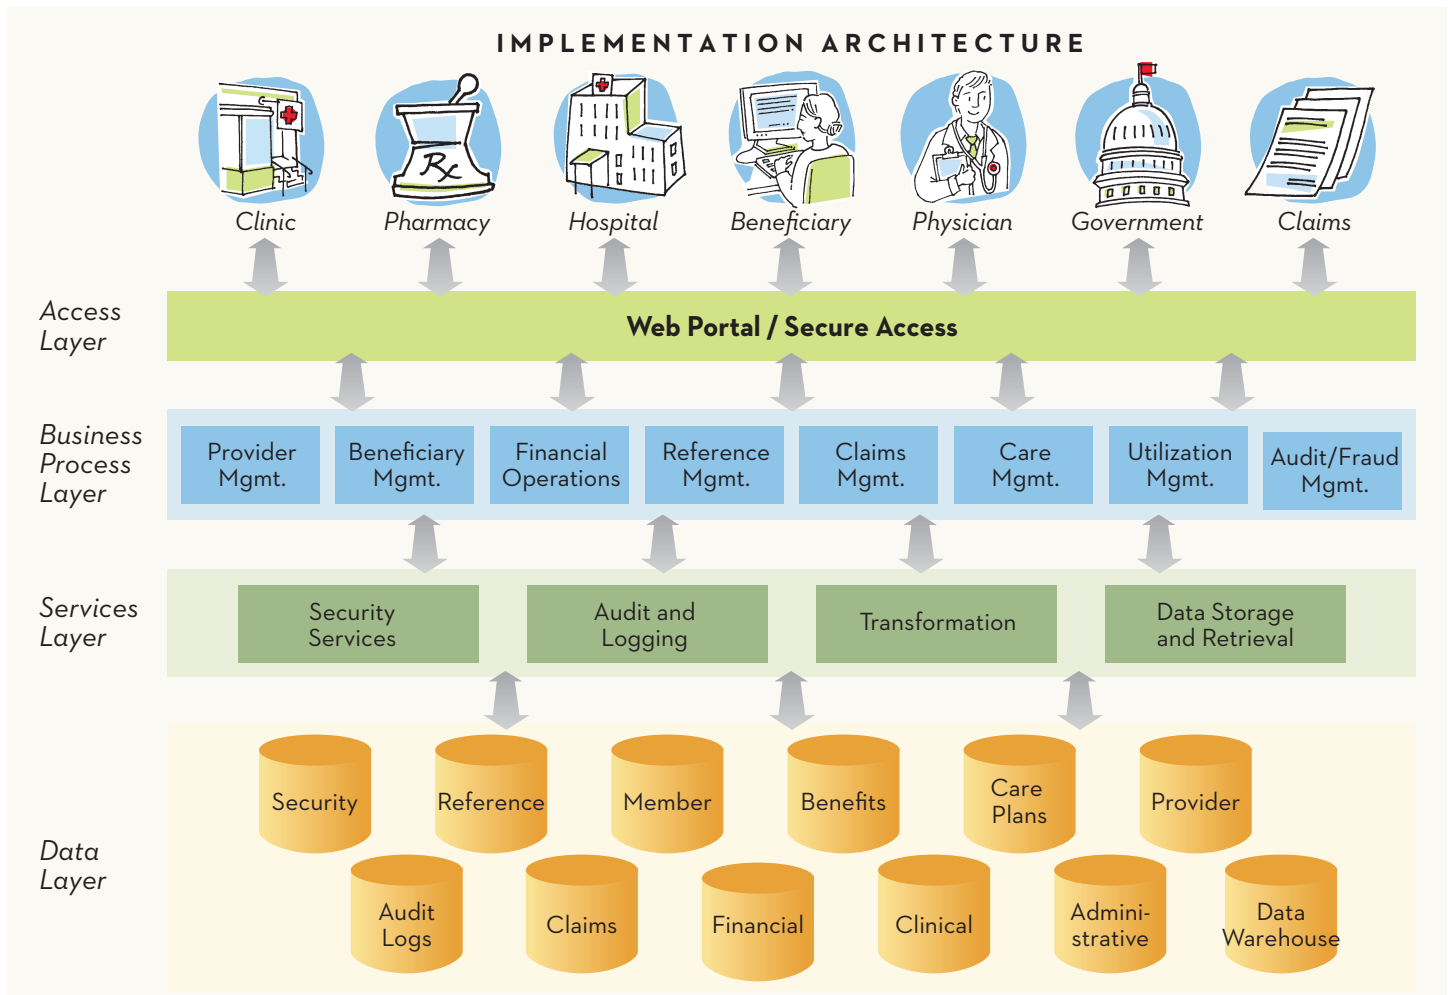 IMPLEMENTATION ARCHITECTURE
Clinic
Pharmacy
Rx
Hospital
Beneficiary
Physician
Government
Claims
Access
Layer
Web Portal / Secure Access
Business
Process
Layer
Provider
Mgmt.
Beneficiary
Mgmt.
Financial
Operations
Reference
Mgmt.
Claims
Mgmt.
Care
Mgmt.
Utilization
Mgmt.
Audit/Fraud
Mgmt.
Services
Layer
Security
Services
Audit and
Logging
Transformation
Data Storage
and Retrieval
Data
Layer
Security
Reference
Member
Benefits
Care
Plans
Provider
Audit
Logs
Claims
Financial
Clinical
Admini-
strative
Data
Warehouse